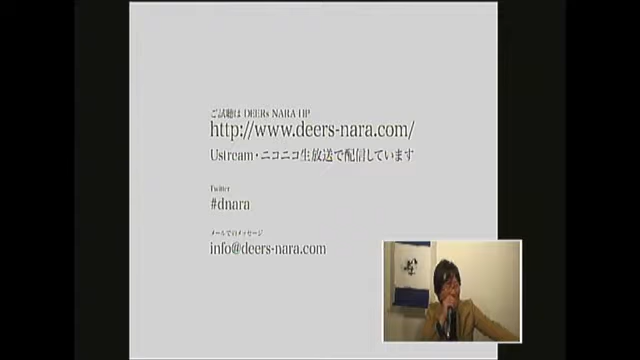 ご試聴は DEERs NARA HP
http://www.deers-nara.com/
Ustream・ニコニコ生放送で配信しています
Twitter
#dnara
メールでのメッセージ
info@deers-nara.com